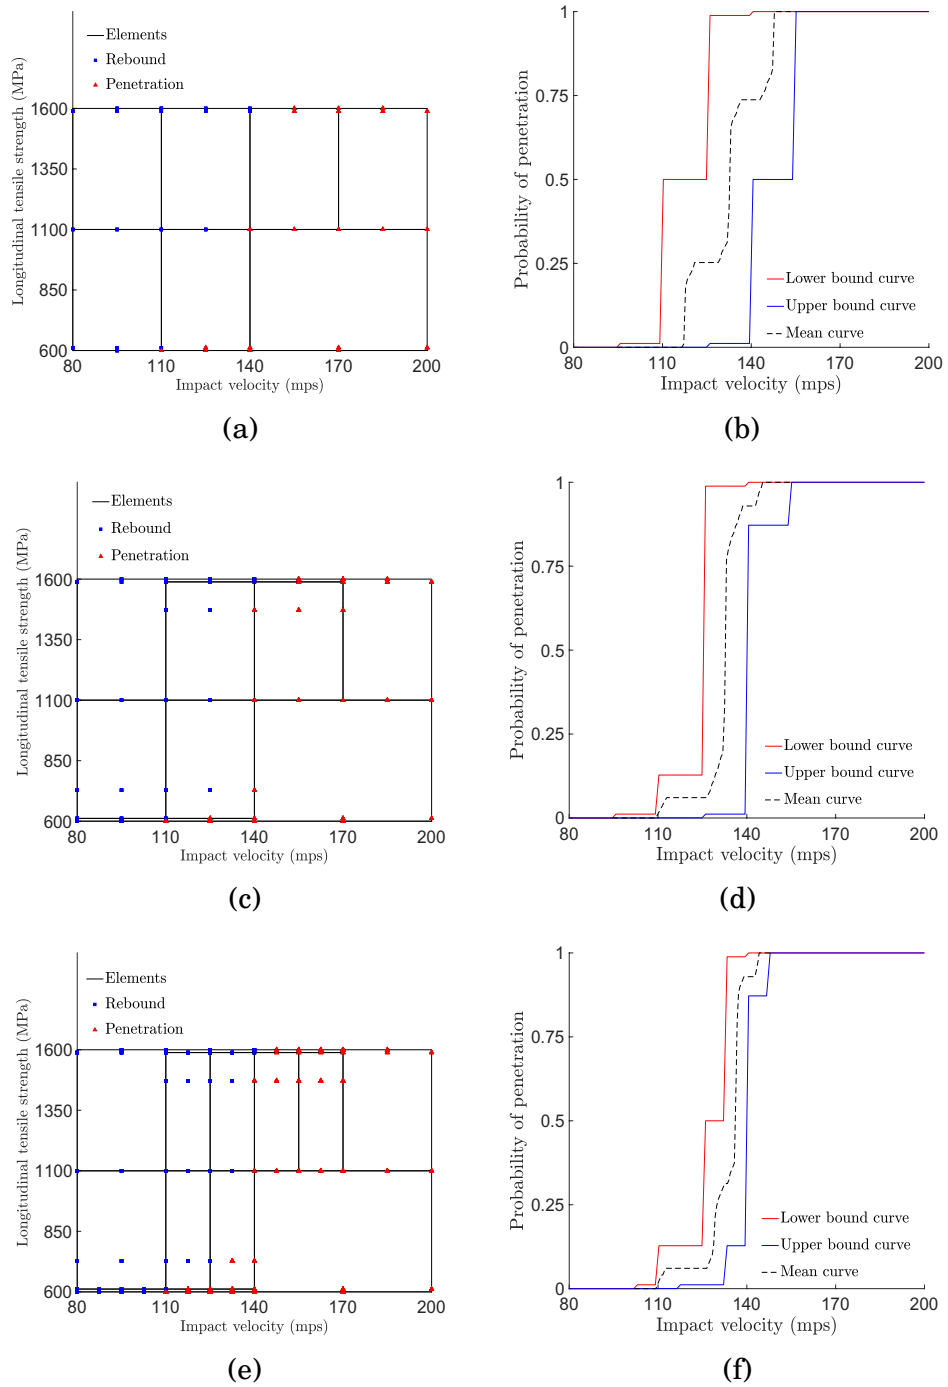 Longitudinal tensile strength (MPa)
1600
1350
1100
850
600
Elements
Rebound
Penetration
80 110 140 170 200
Impact velocity (mps)
(a)
Probability of penetration
1
0.75
0.5
0.25
0
Lower bound curve
Upper bound curve
Mean curve
80 110 140 170 200
Impact velocity (mps)
(b)
Longitudinal tensile strength (MPa)
Elements
Rebound
Penetration
1600
1350
1100
850
600
80 110 140 170 200
Impact velocity (mps)
(c)
Probability of penetration
1
0.75
0.5
0.25
0
Lower bound curve
Upper bound curve
Mean curve
80 110 140 170 200
Impact velocity (mps)
(d)
Longitudinal tensile strength (MPa)
Elements
Rebound
Penetration
1600
1350
1100
850
600
80 110 140 170 200
Impact velocity (mps)
(e)
Probability of penetration
1
0.75
0.5
0.25
0
Lower bound curve
Upper bound curve
Mean curve
80 110 140 170 200
Impact velocity (mps)
(f)